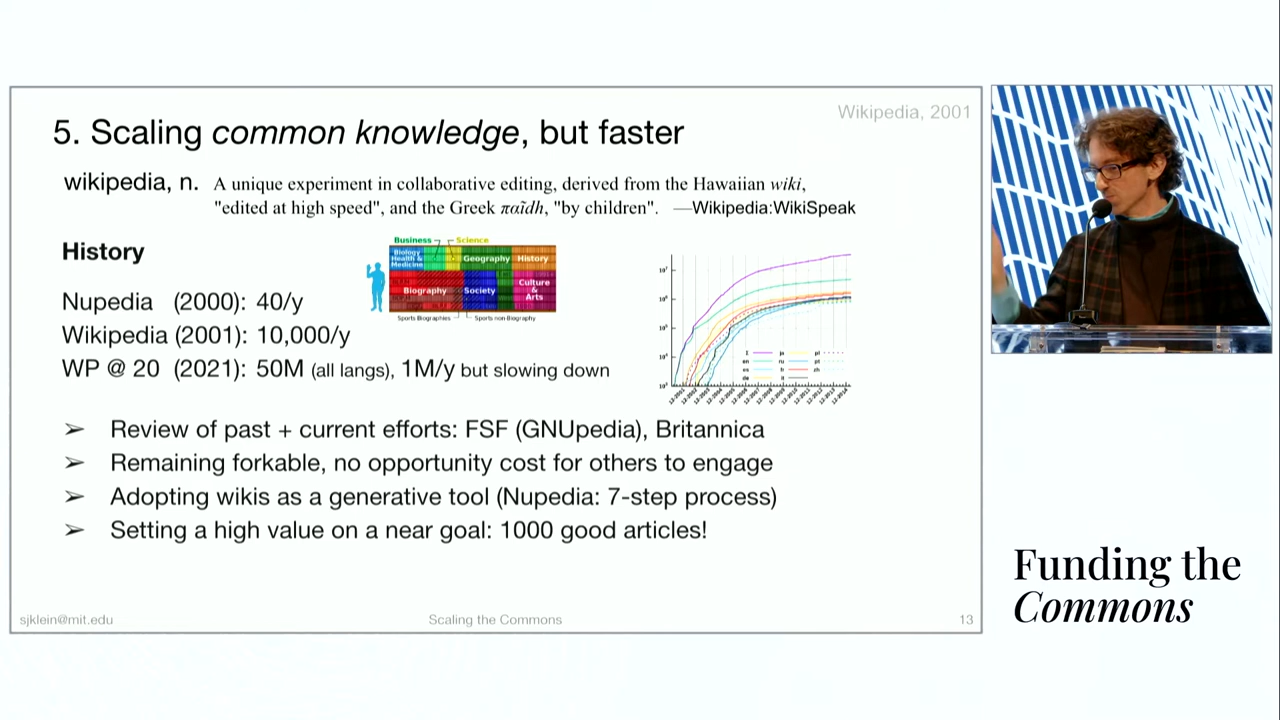 Wikipedia, 2001
5. Scaling common knowledge, but faster
wikipedia, n. A unique experiment in collaborative editing, derived from the Hawaiian wiki,
"edited at high speed", and the Greek παῖδh, "by children". —Wikipedia:WikiSpeak
History
Business Science
Biology
Health &
Medicine
Geography History
Biography Society Culture
&
Arts
Sports Biographies Sports non-Biography
Nupedia (2000): 40/y
Wikipedia (2001): 10,000/y
WP @ 20 (2021): 50M (all langs), 1M/y but slowing down
➢ Review of past + current efforts: FSF (GNUpedia), Britannica
➢ Remaining forkable, no opportunity cost for others to engage
➢ Adopting wikis as a generative tool (Nupedia: 7-step process)
➢ Setting a high value on a near goal: 1000 good articles!
sjklein@mit.edu Scaling the Commons 13
Funding the
Commons